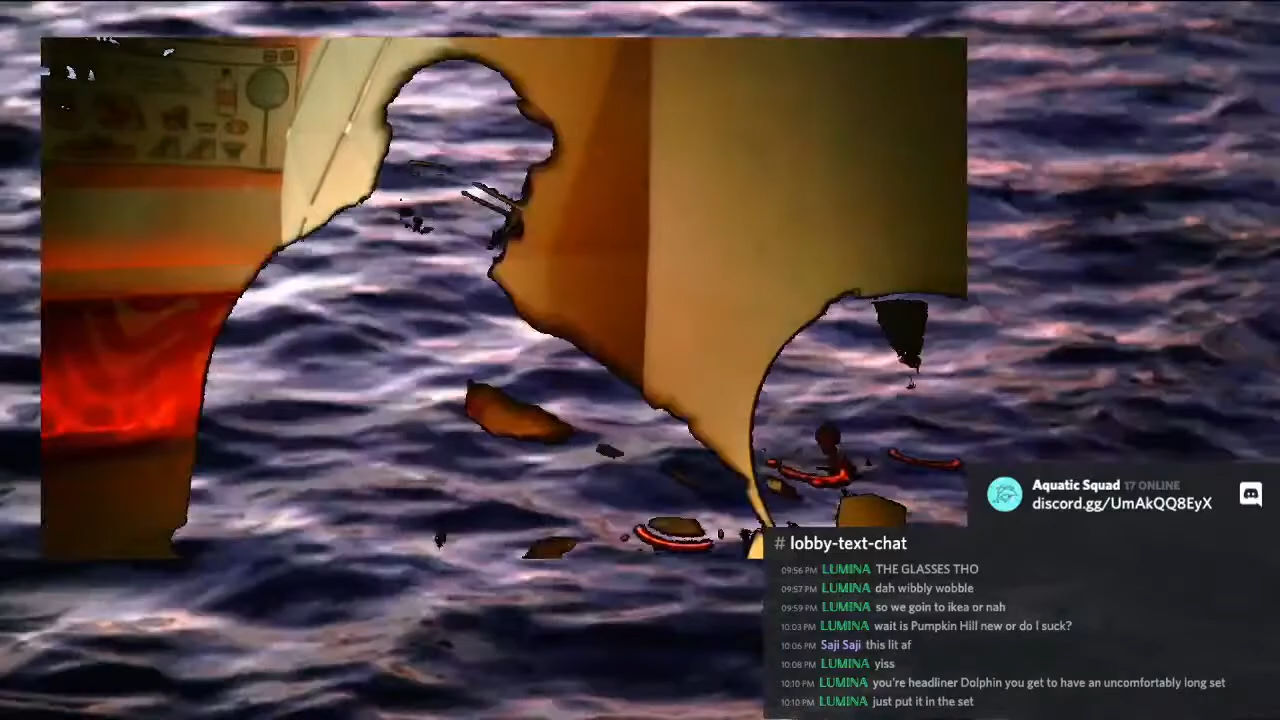 Aquatic Squad 17 ONLINE
discord.gg/UmAkQQ8EyX
# lobby-text-chat
09:56 PM LUMINA THE GLASSES THO
09:57 PM LUMINA dah wibbly wobble
09:59 PM LUMINA so we goin to ikea or nah
10:03 PM LUMINA wait is Pumpkin Hill new or do I suck?
10:06 PM Saji Saji this lit af
10:08 PM LUMINA yiss
10:10 PM LUMINA you're headliner Dolphin you get to have an uncomfortably long set
10:10 PM LUMINA just put it in the set